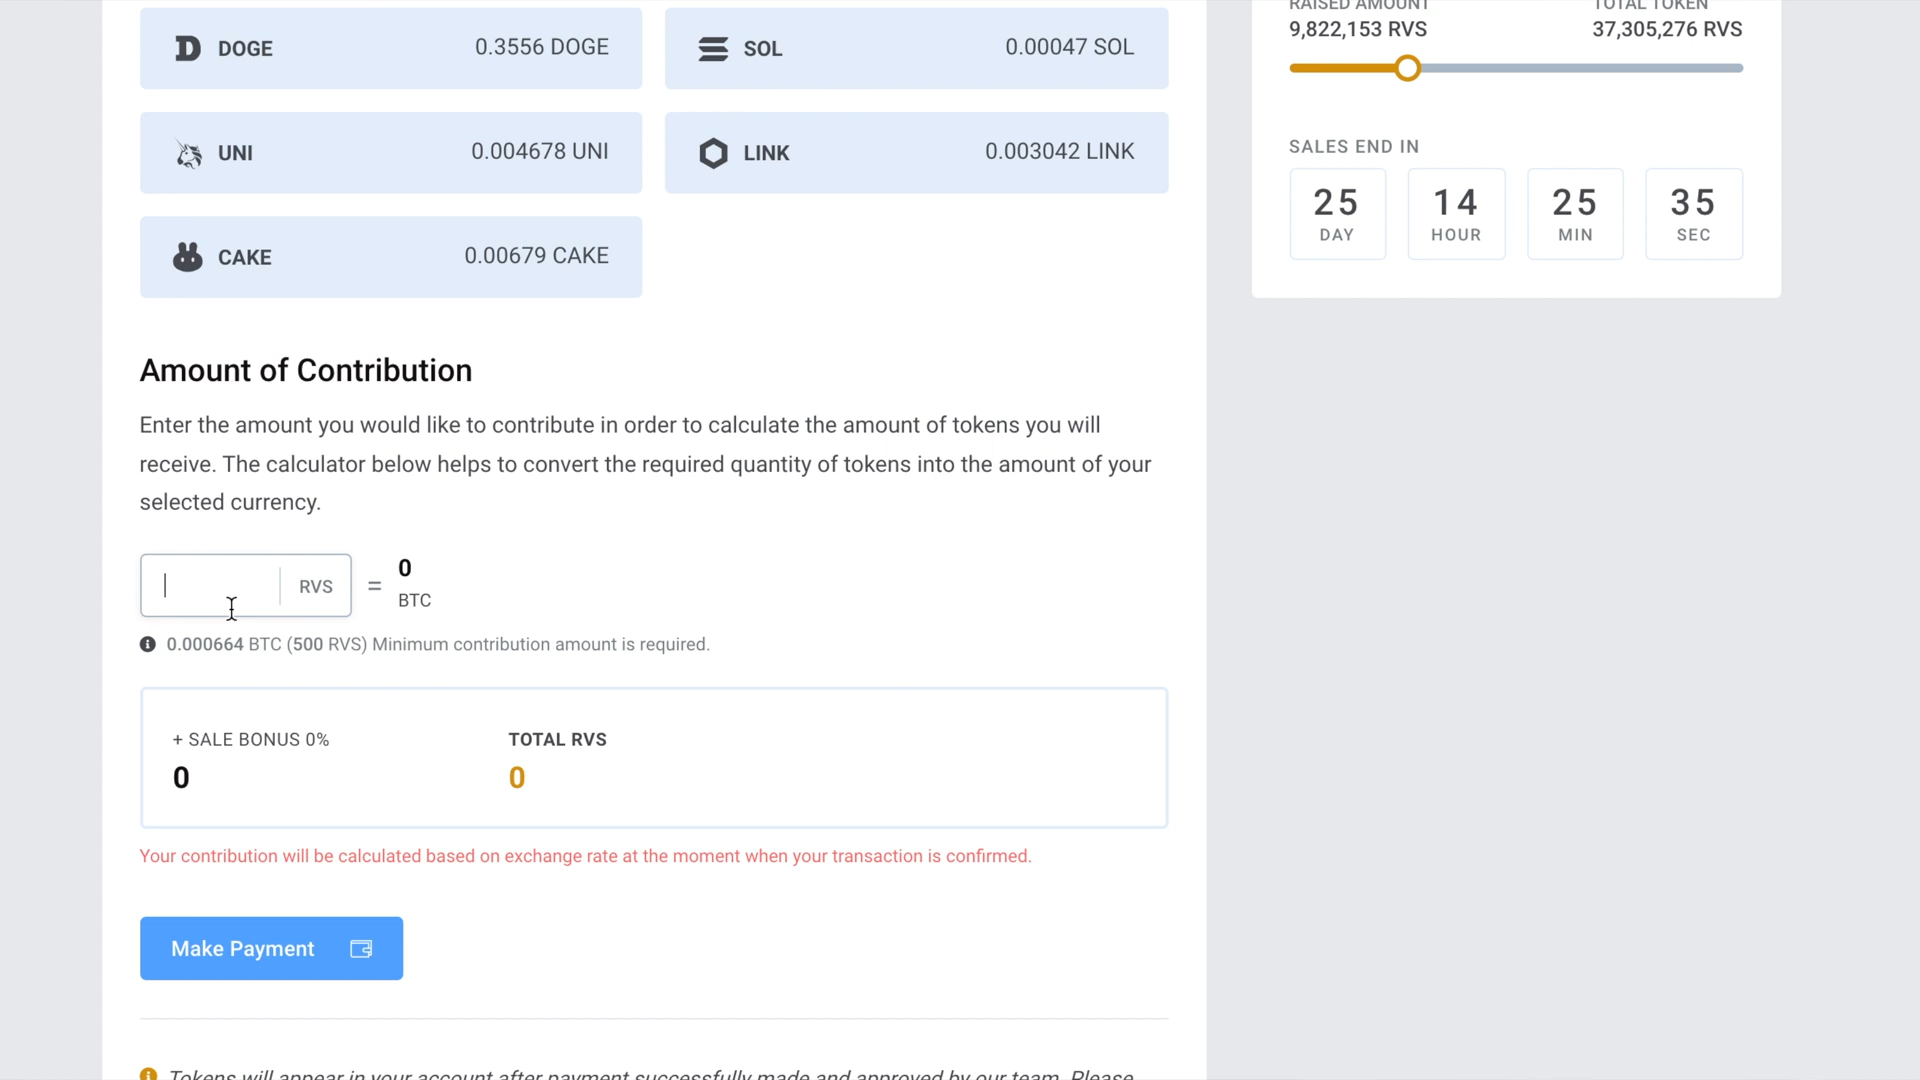 DOGE 0.3556 DOGE
SOL 0.00047 SOL
UNI 0.004678 UNI
LINK 0.003042 LINK
CAKE 0.00679 CAKE
Amount of Contribution
Enter the amount you would like to contribute in order to calculate the amount of tokens you will
receive. The calculator below helps to convert the required quantity of tokens into the amount of your
selected currency.
RVS = 0
BTC
0.000664 BTC (500 RVS) Minimum contribution amount is required.
+ SALE BONUS 0%
0
TOTAL RVS
0
Your contribution will be calculated based on exchange rate at the moment when your transaction is confirmed.
Make Payment
Tokens will appear in your account after payment successfully made and approved by our team. Please
RAISED AMOUNT
9,822,153 RVS
TOTAL TOKEN
37,305,276 RVS
SALES END IN
25 14 25 35
DAY HOUR MIN SEC